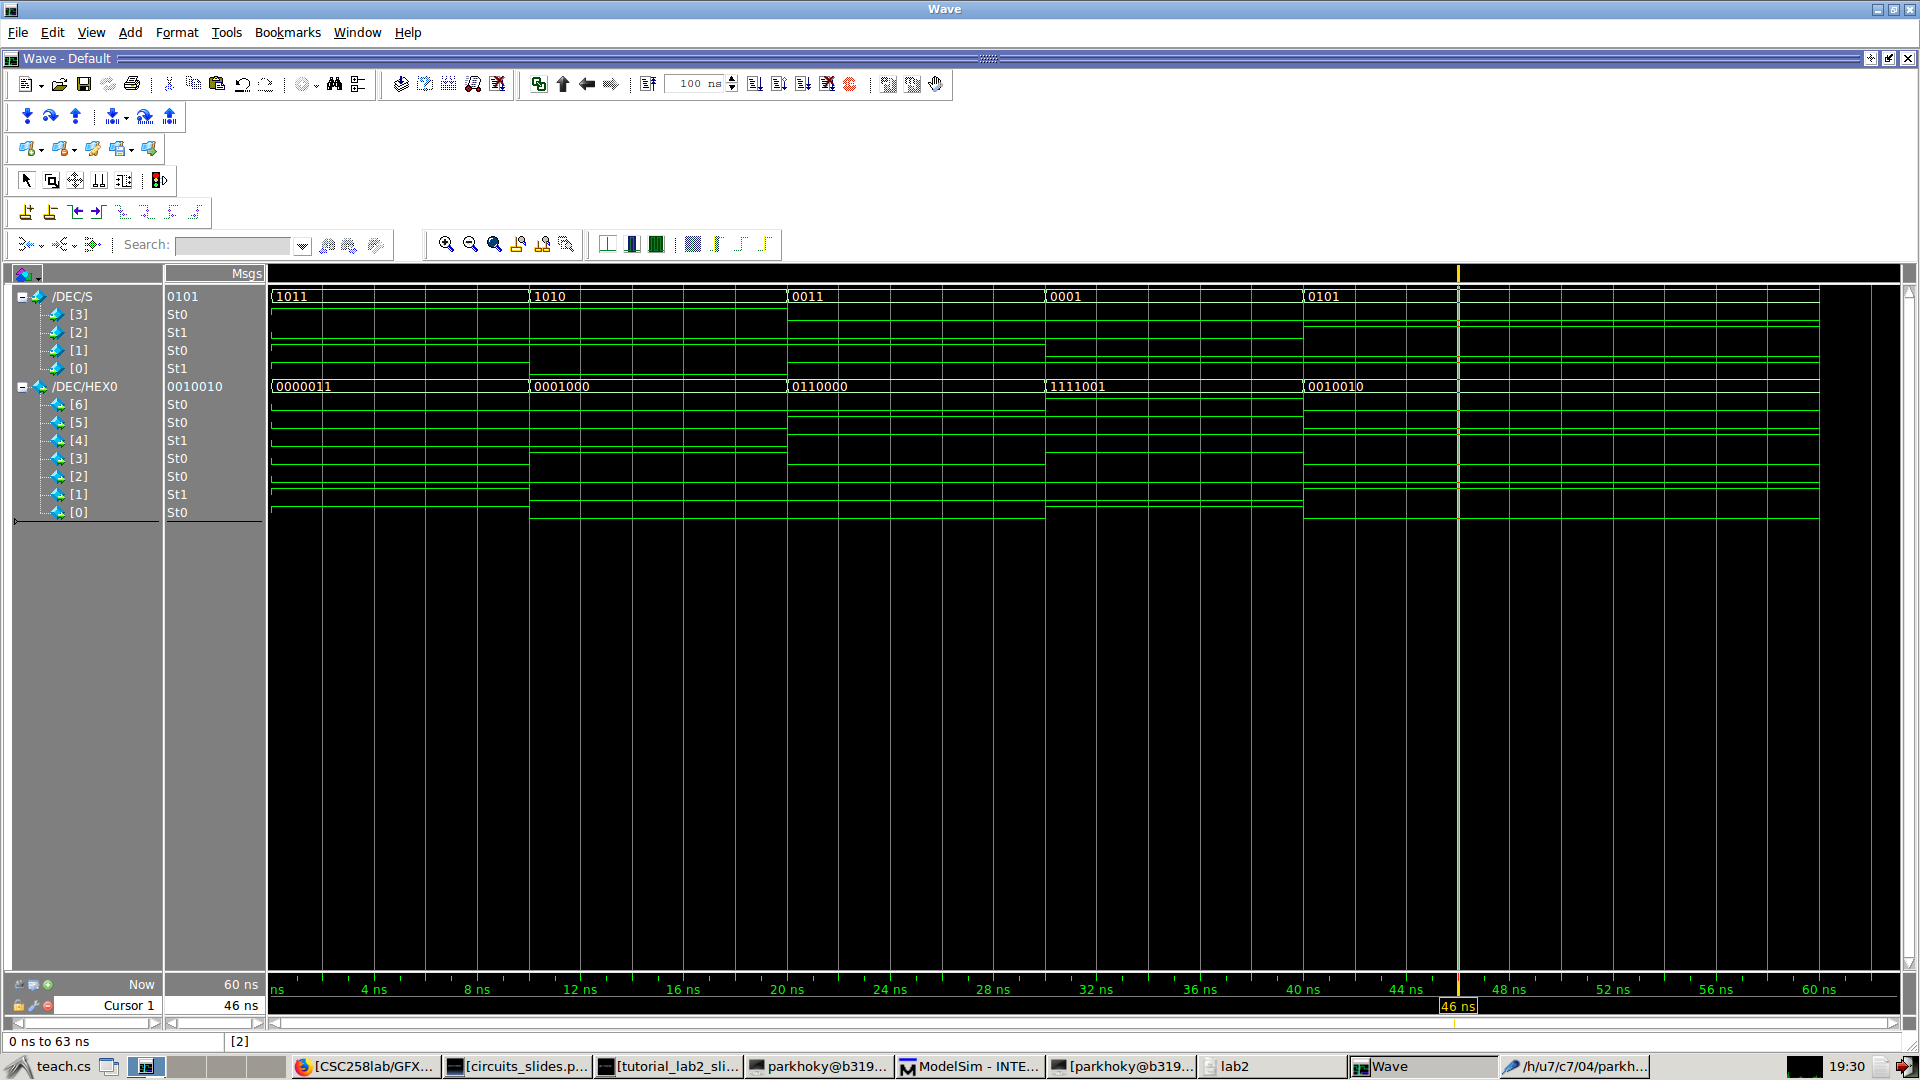 Wave
File Edit View Add Format Tools Bookmarks Window Help
Wave - Default
100 ns
Search:
Msgs
/DEC/S 0101 1011 1010 0011 0001 0101
[3] St0
[2] St1
[1] St0
[0] St1
/DEC/HEX0 0010010 0000011 0001000 0110000 1111001 0010010
[6] St0
[5] St0
[4] St1
[3] St0
[2] St0
[1] St1
[0] St0
Now 60 ns ns 4 ns 8 ns 12 ns 16 ns 20 ns 24 ns 28 ns 32 ns 36 ns 40 ns 44 ns 48 ns 52 ns 56 ns 60 ns
Cursor 1 46 ns 46 ns
0 ns to 63 ns [2]
teach.cs [CSC258lab/GFX... [circuits_slides.p... [tutorial_lab2_sli... parkhoky@b319... ModelSim - INTE... [parkhoky@b319... lab2 Wave /h/u7/c7/04/parkh... 19:30